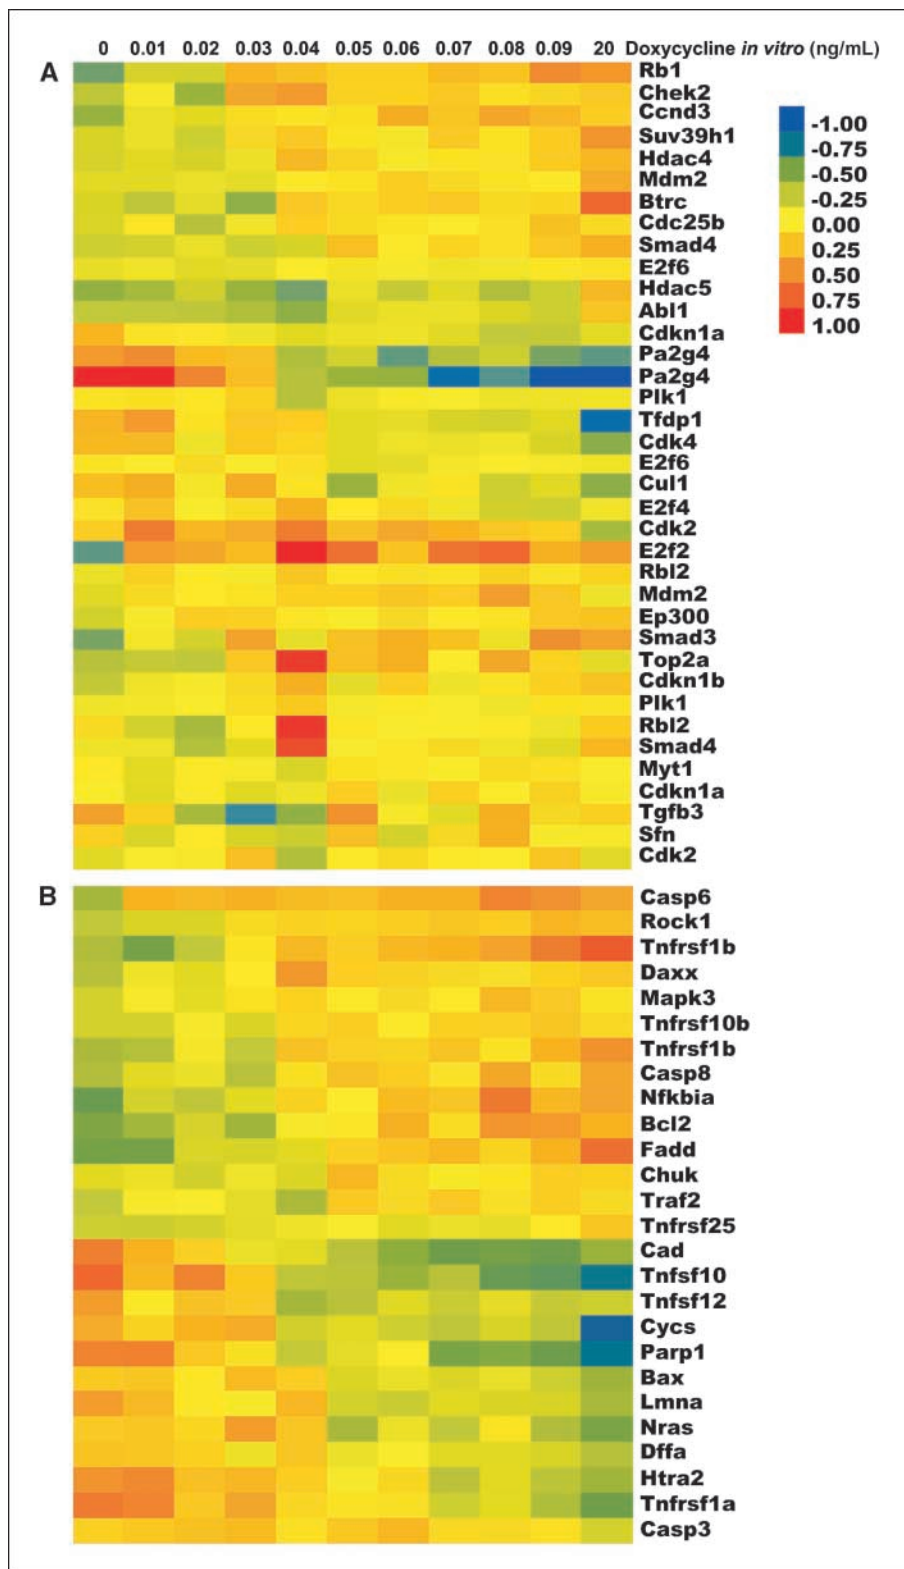 0 0.01 0.02 0.03 0.04 0.05 0.06 0.07 0.08 0.09 20 Doxycycline in vitro (ng/mL)
A
Rb1
Chek2
Ccnd3
Suv39h1
Hdac4
Mdm2
Btrc
Cdc25b
Smad4
E2f6
Hdac5
Abl1
Cdkn1a
Pa2g4
Pa2g4
Plk1
Tfdp1
Cdk4
E2f6
Cul1
E2f4
Cdk2
E2f2
Rbl2
Mdm2
Ep300
Smad3
Top2a
Cdkn1b
Plk1
Rbl2
Smad4
Myt1
Cdkn1a
Tgfb3
Sfn
Cdk2
-1.00
-0.75
-0.50
-0.25
0.00
0.25
0.50
0.75
1.00
B
Casp6
Rock1
Tnfrsf1b
Daxx
Mapk3
Tnfrsf10b
Tnfrsf1b
Casp8
Nfkbia
Bcl2
Fadd
Chuk
Traf2
Tnfrsf25
Cad
Tnfsf10
Tnfsf12
Cycs
Parp1
Bax
Lmna
Nras
Dffa
Htra2
Tnfrsf1a
Casp3